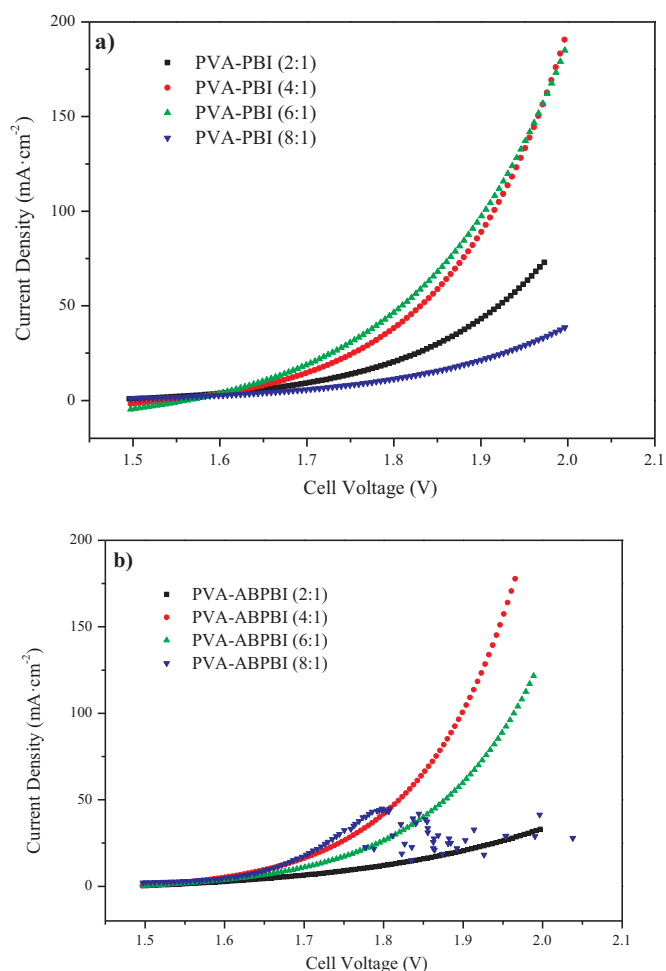 a)
PVA-PBI (2:1)
PVA-PBI (4:1)
PVA-PBI (6:1)
PVA-PBI (8:1)
200
150
100
50
0
Current Density (mA·cm⁻²)
1.5 1.6 1.7 1.8 1.9 2.0 2.1
Cell Voltage (V)
b)
PVA-ABPBI (2:1)
PVA-ABPBI (4:1)
PVA-ABPBI (6:1)
PVA-ABPBI (8:1)
200
150
100
50
0
Current Density (mA·cm⁻²)
1.5 1.6 1.7 1.8 1.9 2.0 2.1
Cell Voltage (V)